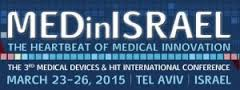 MEDinISRAEL
THE HEARTBEAT OF MEDICAL INNOVATION
THE 3RD MEDICAL DEVICES & HIT INTERNATIONAL CONFERENCE
MARCH 23-26, 2015 | TEL AVIV | ISRAEL